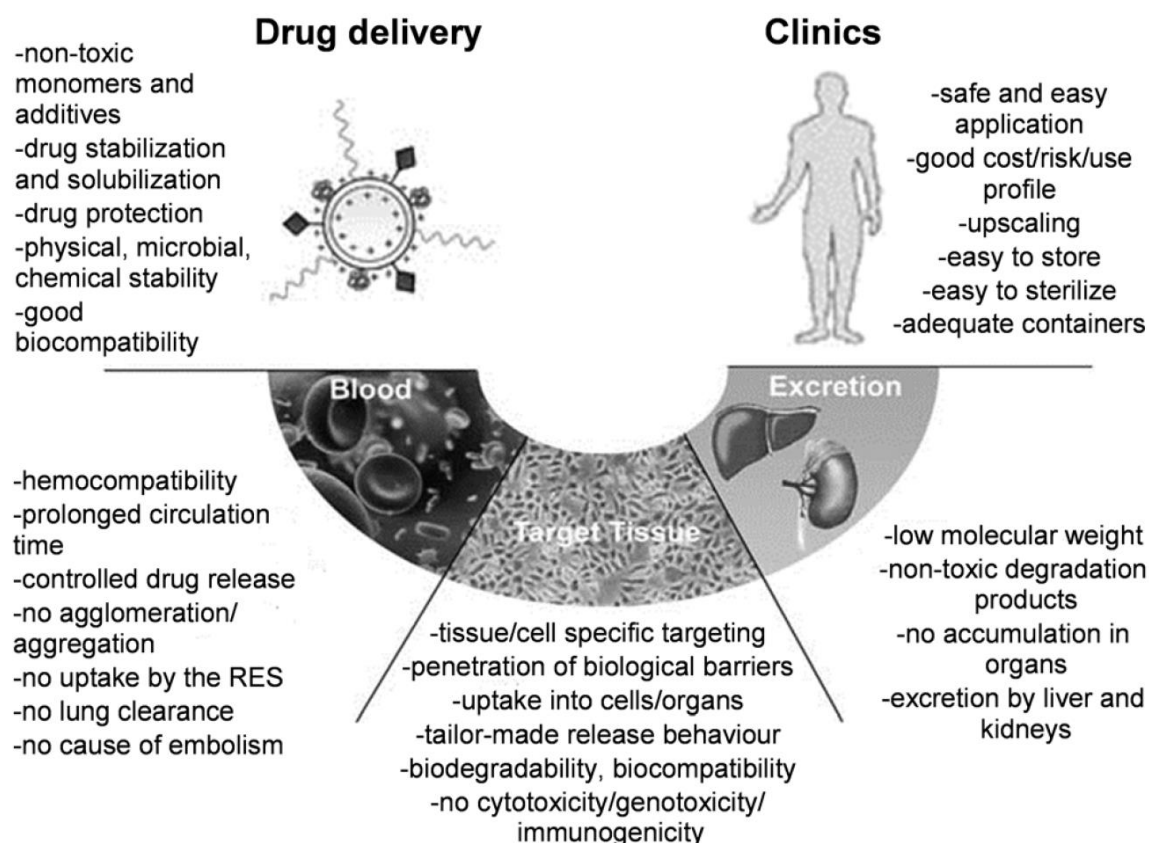 Drug delivery
-non-toxic
monomers and
additives
-drug stabilization
and solubilization
-drug protection
-physical, microbial,
chemical stability
-good
biocompatibility
Clinics
-safe and easy
application
-good cost/risk/use
profile
-upscaling
-easy to store
-easy to sterilize
-adequate containers
Blood
-hemocompatibility
-prolonged circulation
time
-controlled drug release
-no agglomeration/
aggregation
-no uptake by the RES
-no lung clearance
-no cause of embolism
Target Tissue
-tissue/cell specific targeting
-penetration of biological barriers
-uptake into cells/organs
-tailor-made release behaviour
-biodegradability, biocompatibility
-no cytotoxicity/genotoxicity/
immunogenicity
Excretion
-low molecular weight
-non-toxic degradation
products
-no accumulation in
organs
-excretion by liver and
kidneys